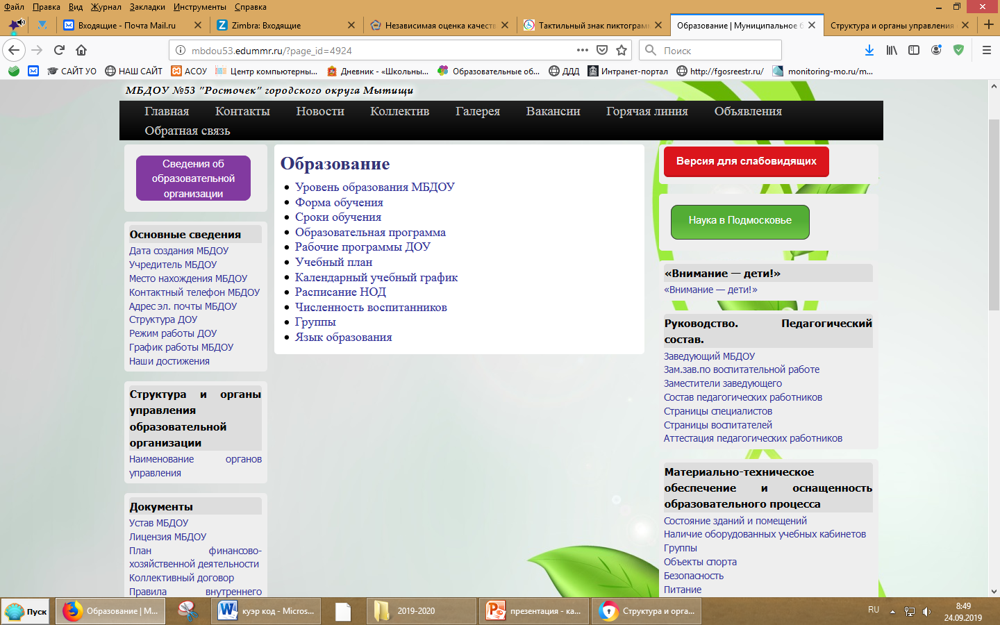 Файл Правка Вид Журнал Закладки Инструменты Справка
Входящие - Почта Mail.ru
Zimbra: Входящие
Независимая оценка качеств
Тактильный знак пиктограмм
Образование | Муниципальное б
Структура и органы управления
mbdou53.edummr.ru/?page_id=4924
Поиск
САЙТ УО
НАШ САЙТ
АСОУ
Центр компьютерны...
Дневник - «Школьны...
Образовательные об...
ДДД
Интранет-портал
http://fgosreestr.ru/
monitoring-mo.ru/m...
МБДОУ №53 "Росточек" городского округа Мытищи
Главная Контакты Новости Коллектив Галерея Вакансии Горячая линия Объявления
Обратная связь
Сведения об
образовательной
организации
Основные сведения
Дата создания МБДОУ
Учредитель МБДОУ
Место нахождения МБДОУ
Контактный телефон МБДОУ
Адрес эл. почты МБДОУ
Структура ДОУ
Режим работы ДОУ
График работы МБДОУ
Наши достижения
Структура и органы
управления
образовательной
организации
Наименование органов
управления
Документы
Устав МБДОУ
Лицензия МБДОУ
План финансово-
хозяйственной деятельности
Коллективный договор
Правила внутреннего
Образование
Уровень образования МБДОУ
Форма обучения
Сроки обучения
Образовательная программа
Рабочие программы ДОУ
Учебный план
Календарный учебный график
Расписание НОД
Численность воспитанников
Группы
Язык образования
Версия для слабовидящих
Наука в Подмосковье
«Внимание — дети!»
«Внимание — дети!»
Руководство. Педагогический
состав.
Заведующий МБДОУ
Зам.зав.по воспитательной работе
Заместители заведующего
Состав педагогических работников
Страницы специалистов
Страницы воспитателей
Аттестация педагогических работников
Материально-техническое
обеспечение и оснащенность
образовательного процесса
Состояние зданий и помещений
Наличие оборудованных учебных кабинетов
Группы
Объекты спорта
Безопасность
Питание
Пуск
Образование | М...
куэр код - Micros...
2019-2020
презентация - ка...
Структура и орга...
RU
8:49
24.09.2019